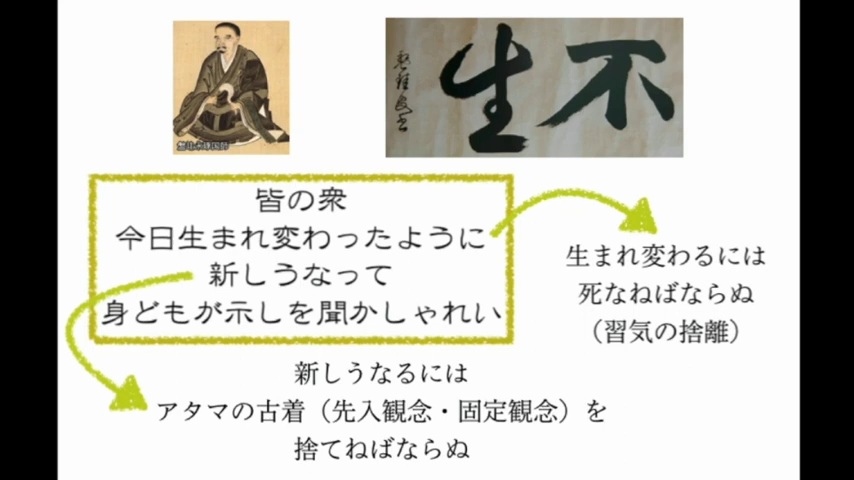 不生
皆の衆
今日生まれ変わったように
新しうなって
身どもが示しを聞かしゃれい
生まれ変わるには
死なねばならぬ
（習気の捨離）
新しうなるには
アタマの古着（先入観念・固定観念）を
捨てねばならぬ